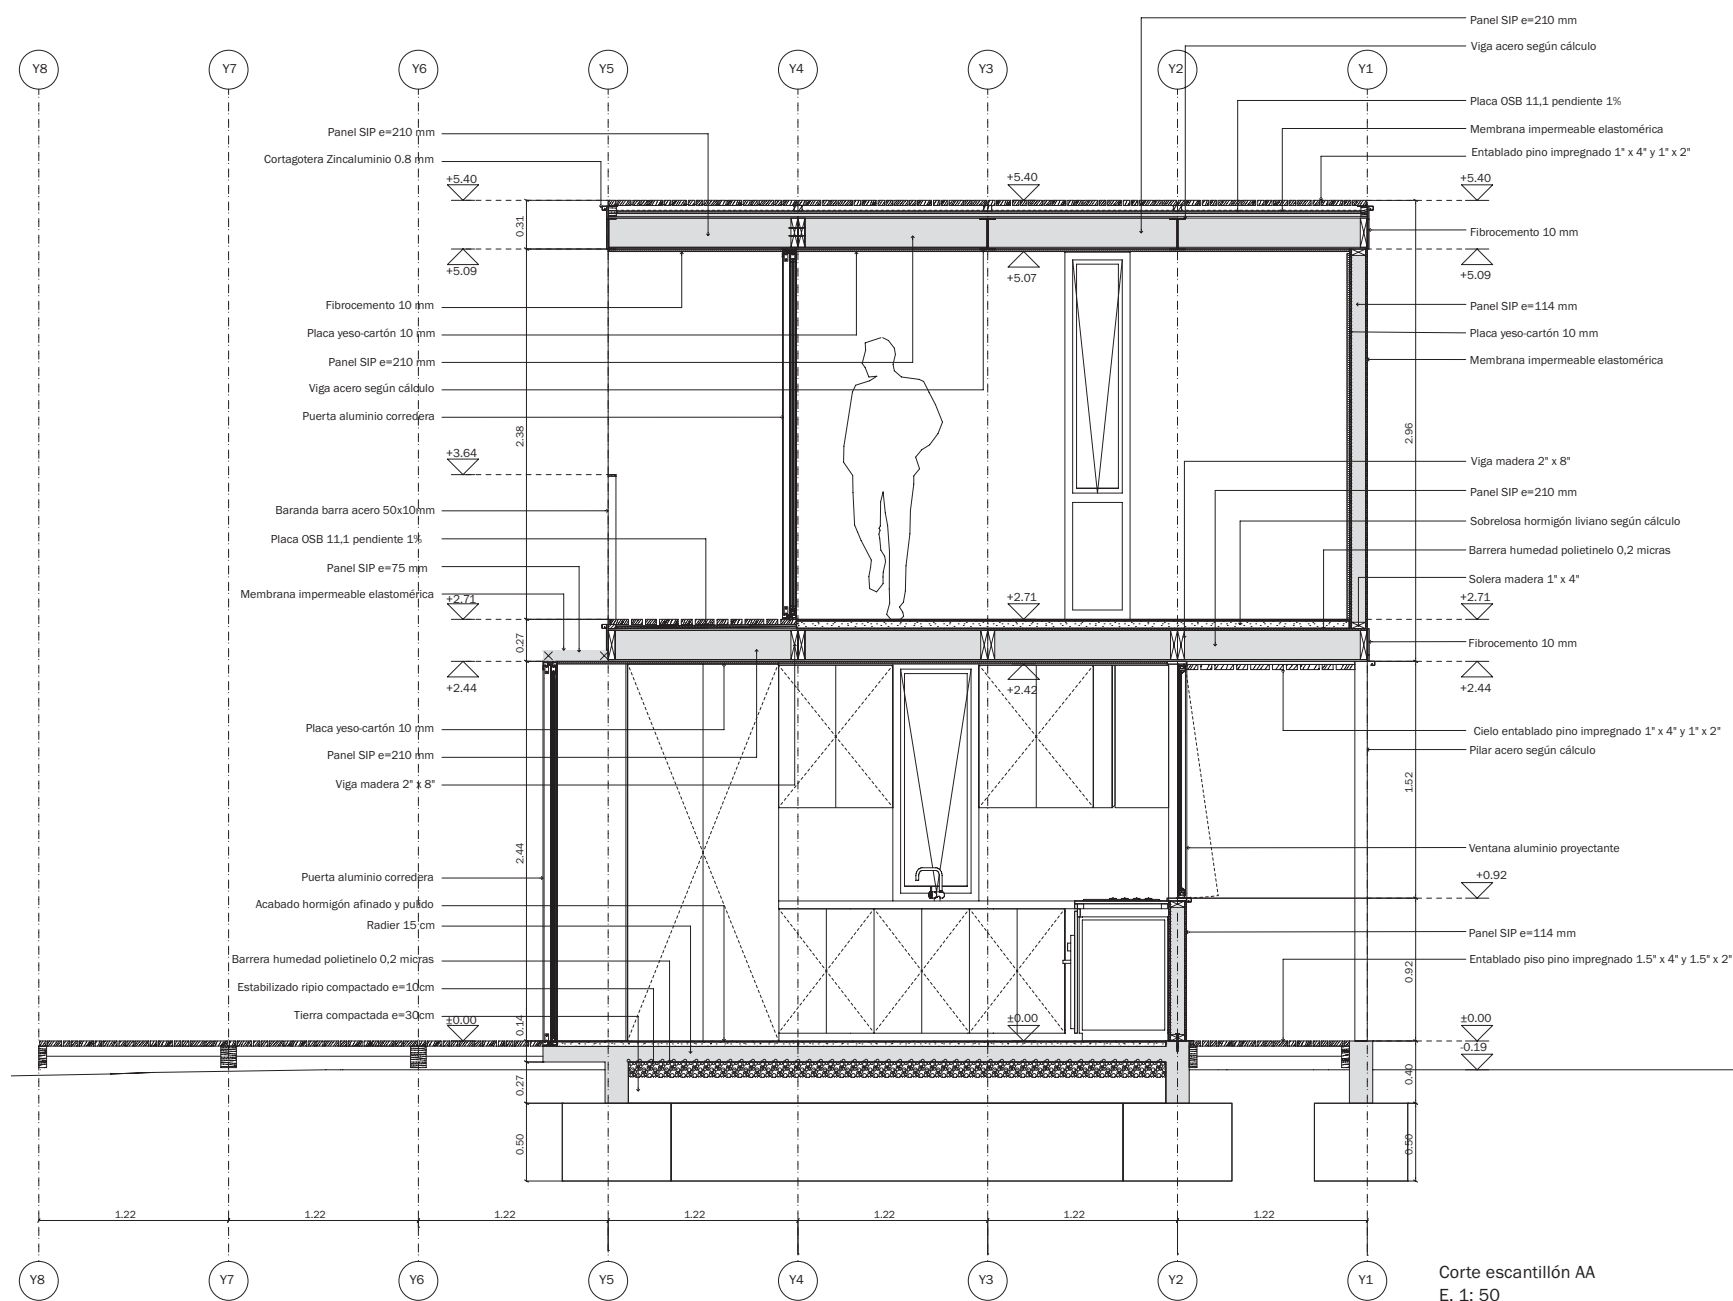 Panel SIP e=210 mm
Viga acero según cálculo
Y8
Y7
Y6
Y5
Y4
Y3
Y2
Y1
Placa OSB 11,1 pendiente 1%
Membrana impermeable elastomérica
Entablado pino impregnado 1" x 4" y 1" x 2"
Panel SIP e=210 mm
Cortagotera Zincaluminio 0.8 mm
+5.40
+5.40
+5.40
0.31
Fibrocemento 10 mm
+5.09
+5.07
+5.09
Fibrocemento 10 mm
Placa yeso-cartón 10 mm
Panel SIP e=210 mm
Viga acero según cálculo
Puerta aluminio corredera
Panel SIP e=114 mm
Placa yeso-cartón 10 mm
Membrana impermeable elastomérica
2.38
2.96
+3.64
Viga madera 2" x 8"
Panel SIP e=210 mm
Sobrelosa hormigón liviano según cálculo
Barrera humedad polietinelo 0,2 micras
Solera madera 1" x 4"
Baranda barra acero 50x10mm
Placa OSB 11,1 pendiente 1%
Panel SIP e=75 mm
Membrana impermeable elastomérica
+2.71
+2.71
+2.71
0.27
Fibrocemento 10 mm
+2.44
+2.42
+2.44
Placa yeso-cartón 10 mm
Panel SIP e=210 mm
Viga madera 2" x 8"
Cielo entablado pino impregnado 1" x 4" y 1" x 2"
Pilar acero según cálculo
1.52
2.44
Ventana aluminio proyectante
+0.92
Puerta aluminio corredera
Acabado hormigón afinado y pulido
Radier 15 cm
Barrera humedad polietinelo 0,2 micras
Estabilizado ripio compactado e=10cm
Tierra compactada e=30cm
Panel SIP e=114 mm
Entablado piso pino impregnado 1.5" x 4" y 1.5" x 2"
0.92
±0.00
0.14
±0.00
±0.00
-0.19
0.27
0.40
0.50
0.50
1.22
1.22
1.22
1.22
1.22
1.22
1.22
Y8
Y7
Y6
Y5
Y4
Y3
Y2
Y1
Corte escantillón AA
E. 1: 50